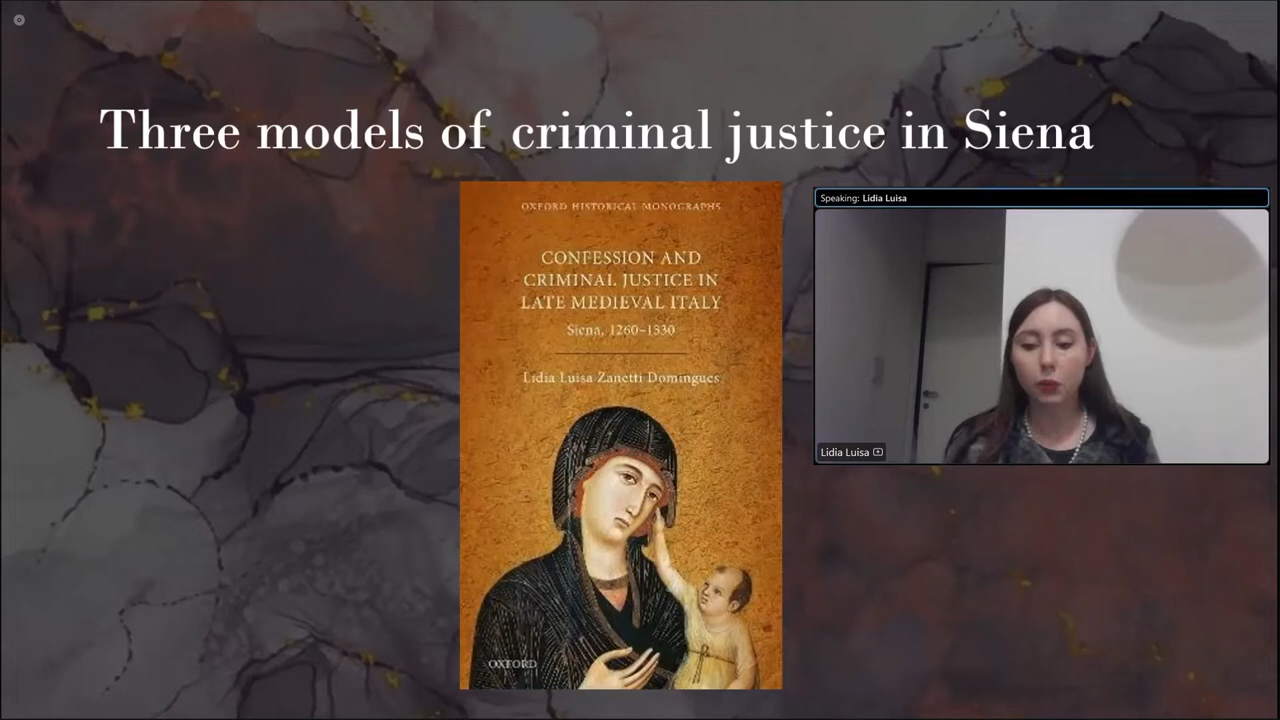 Three models of criminal justice in Siena
OXFORD HISTORICAL MONOGRAPHS
CONFESSION AND
CRIMINAL JUSTICE IN
LATE MEDIEVAL ITALY
Siena, 1260–1330
Lidia Luisa Zanetti Domingues
OXFORD
Speaking: Lidia Luisa
Lidia Luisa